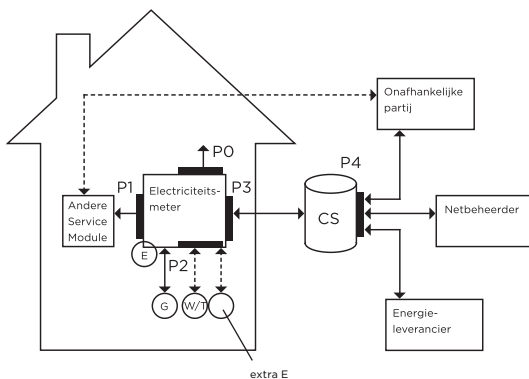 Onafhankelijke
partij
P0
P4
P1
Electriciteits-
meter
P3
Andere
Service
Module
CS
Netbeheerder
E
P2
G
W/T
Energie-
leverancier
extra E